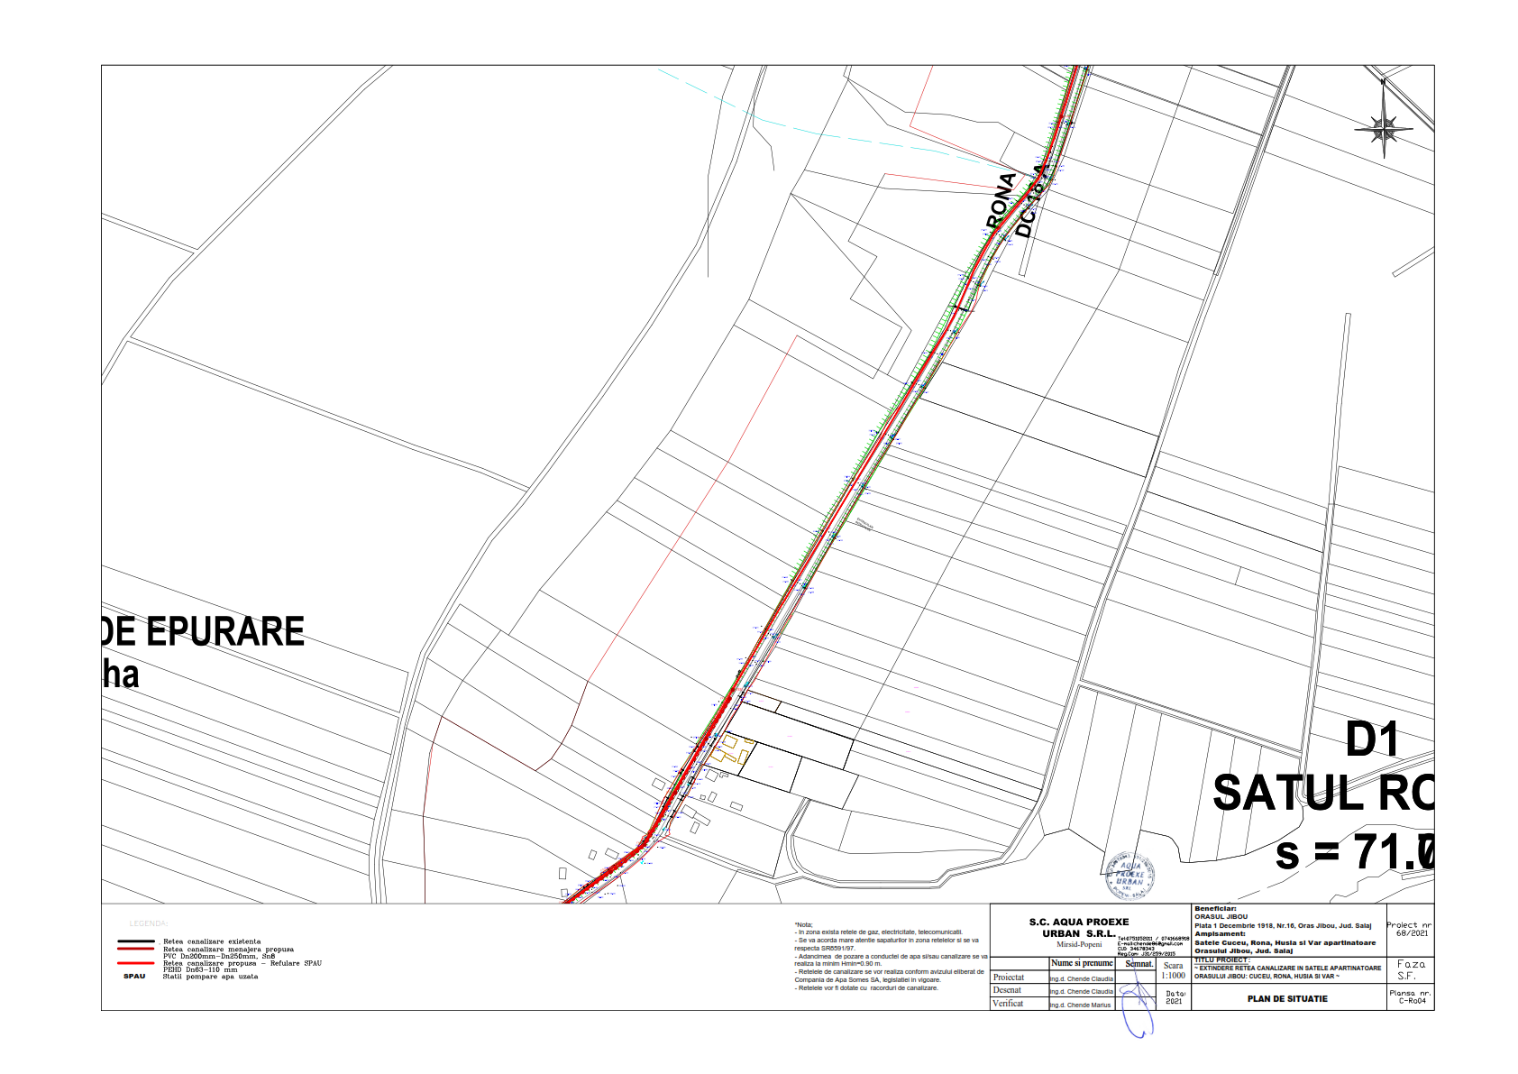 RONA
DC 18 A
DE EPURARE
ha
D1
SATUL RO
s = 71.
AQUA
PROEXE
URBAN
SRL
LEGENDA:
Retea canalizare existenta
Retea canalizare menajera propusa
PVC Dn200mm-Dn250mm, Sn8
Retea canalizare propusa - Refulare SPAU
PEHD Dn63-110 mm
SPAU Statii pompare apa uzata
*Nota;
- In zona exista retele de gaz, electricitate, telecomunicatii.
- Se va acorda mare atentie sapaturilor in zona retelelor si se va
respecta SR8591/97.
- Adancimea de pozare a conductei de apa si/sau canalizare se va
realiza la minim Hmin=0.90 m.
- Retelele de canalizare se vor realiza conform avizului eliberat de
Compania de Apa Somes SA, legislatiei in vigoare.
- Retelele vor fi dotate cu racorduri de canalizare.
S.C. AQUA PROEXE
URBAN S.R.L.
Mirsid-Popeni
CUI 34678343
Nume si prenume
Semnat.
Scara
1:1000
Proiectat
ing.d. Chende Claudia
Desenat
ing.d. Chende Claudia
Verificat
ing.d. Chende Marius
Data:
2021
Beneficiar:
ORASUL JIBOU
Piata 1 Decembrie 1918, Nr.16, Oras Jibou, Jud. Salaj
Amplsament:
Satele Cuceu, Rona, Husia si Var apartinatoare
Orasului Jibou, Jud. Salaj
TITLU PROIECT:
~ EXTINDERE RETEA CANALIZARE IN SATELE APARTINATOARE
ORASULUI JIBOU: CUCEU, RONA, HUSIA SI VAR ~
PLAN DE SITUATIE
Proiect nr
68/2021
Faza
S.F.
Plansa nr.
C-Ro04